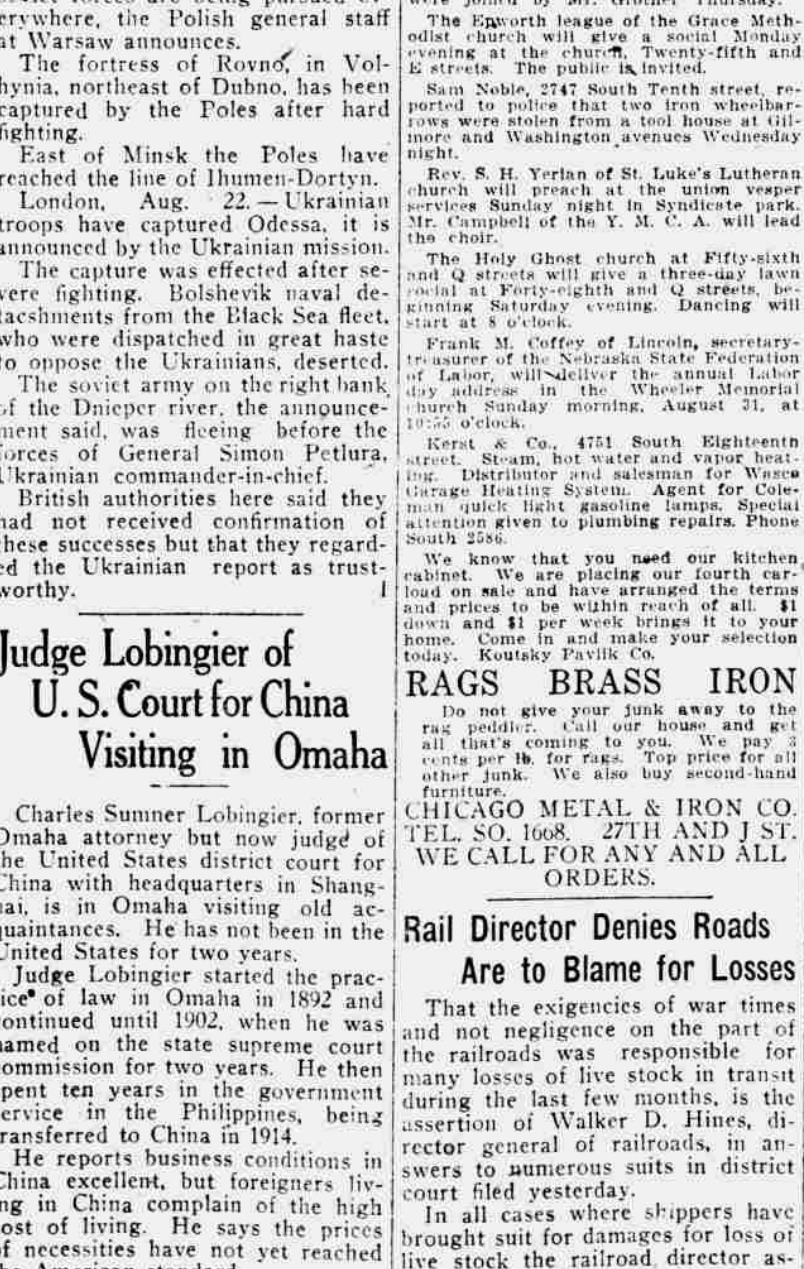 erywhere, the Polish general staff
at Warsaw announces.
The fortress of Rovno, in Vol-
hynia, northeast of Dubno, has been
captured by the Poles after hard
fighting.
East of Minsk the Poles have
reached the line of Ihumen-Dortyn.
London, Aug. 22. — Ukrainian
troops have captured Odessa, it is
announced by the Ukrainian mission.
The capture was effected after se-
vere fighting. Bolshevik naval de-
tacshments from the Black Sea fleet,
who were dispatched in great haste
to oppose the Ukrainians, deserted.
The soviet army on the right bank
of the Dnieper river, the announce-
ment said, was fleeing before the
forces of General Simon Petlura,
Ukrainian commander-in-chief.
British authorities here said they
had not received confirmation of
these successes but that they regard-
ed the Ukrainian report as trust-
worthy.
Judge Lobingier of
U. S. Court for China
Visiting in Omaha
Charles Sumner Lobingier, former
Omaha attorney but now judge of
the United States district court for
China with headquarters in Shang-
hai, is in Omaha visiting old ac-
quaintances. He has not been in the
United States for two years.
Judge Lobingier started the prac-
tice of law in Omaha in 1892 and
continued until 1902, when he was
named on the state supreme court
commission for two years. He then
spent ten years in the government
service in the Philippines, being
transferred to China in 1914.
He reports business conditions in
China excellent, but foreigners liv-
ing in China complain of the high
cost of living. He says the prices
of necessities have not yet reached
the American standard.
were joined by Mr. Grother Thursday.
The Epworth league of the Grace Meth-
odist church will give a social Monday
evening at the church, Twenty-fifth and
E streets. The public is invited.
Sam Noble, 2747 South Tenth street, re-
ported to police that two iron wheelbar-
rows were stolen from a tool house at Gil-
more and Washington avenues Wednesday
night.
Rev. S. H. Yerian of St. Luke's Lutheran
church will preach at the union vesper
services Sunday night in Syndicate park.
Mr. Campbell of the Y. M. C. A. will lead
the choir.
The Holy Ghost church at Fifty-sixth
and Q streets will give a three-day lawn
social at Forty-eighth and Q streets, be-
ginning Saturday evening. Dancing will
start at 8 o'clock.
Frank M. Coffey of Lincoln, secretary-
treasurer of the Nebraska State Federation
of Labor, will deliver the annual Labor
day address in the Wheeler Memorial
church Sunday morning, August 31, at
10:55 o'clock.
Kerst & Co., 4751 South Eighteenth
street. Steam, hot water and vapor heat-
ing. Distributor and salesman for Wasco
Garage Heating System. Agent for Cole-
man quick light gasoline lamps. Special
attention given to plumbing repairs. Phone
South 2586.
We know that you need our kitchen
cabinet. We are placing our fourth car-
load on sale and have arranged the terms
and prices to be within reach of all. $1
down and $1 per week brings it to your
home. Come in and make your selection
today. Koutsky Pavlik Co.
RAGS BRASS IRON
Do not give your junk away to the
rag peddler. Call our house and get
all that's coming to you. We pay 3
cents per lb. for rags. Top price for all
other junk. We also buy second-hand
furniture.
CHICAGO METAL & IRON CO.
TEL. SO. 1668. 27TH AND J ST.
WE CALL FOR ANY AND ALL
ORDERS.
Rail Director Denies Roads
Are to Blame for Losses
That the exigencies of war times
and not negligence on the part of
the railroads was responsible for
many losses of live stock in transit
during the last few months, is the
assertion of Walker D. Hines, di-
rector general of railroads, in an-
swers to numerous suits in district
court filed yesterday.
In all cases where shippers have
brought suit for damages for loss of
live stock the railroad director as-